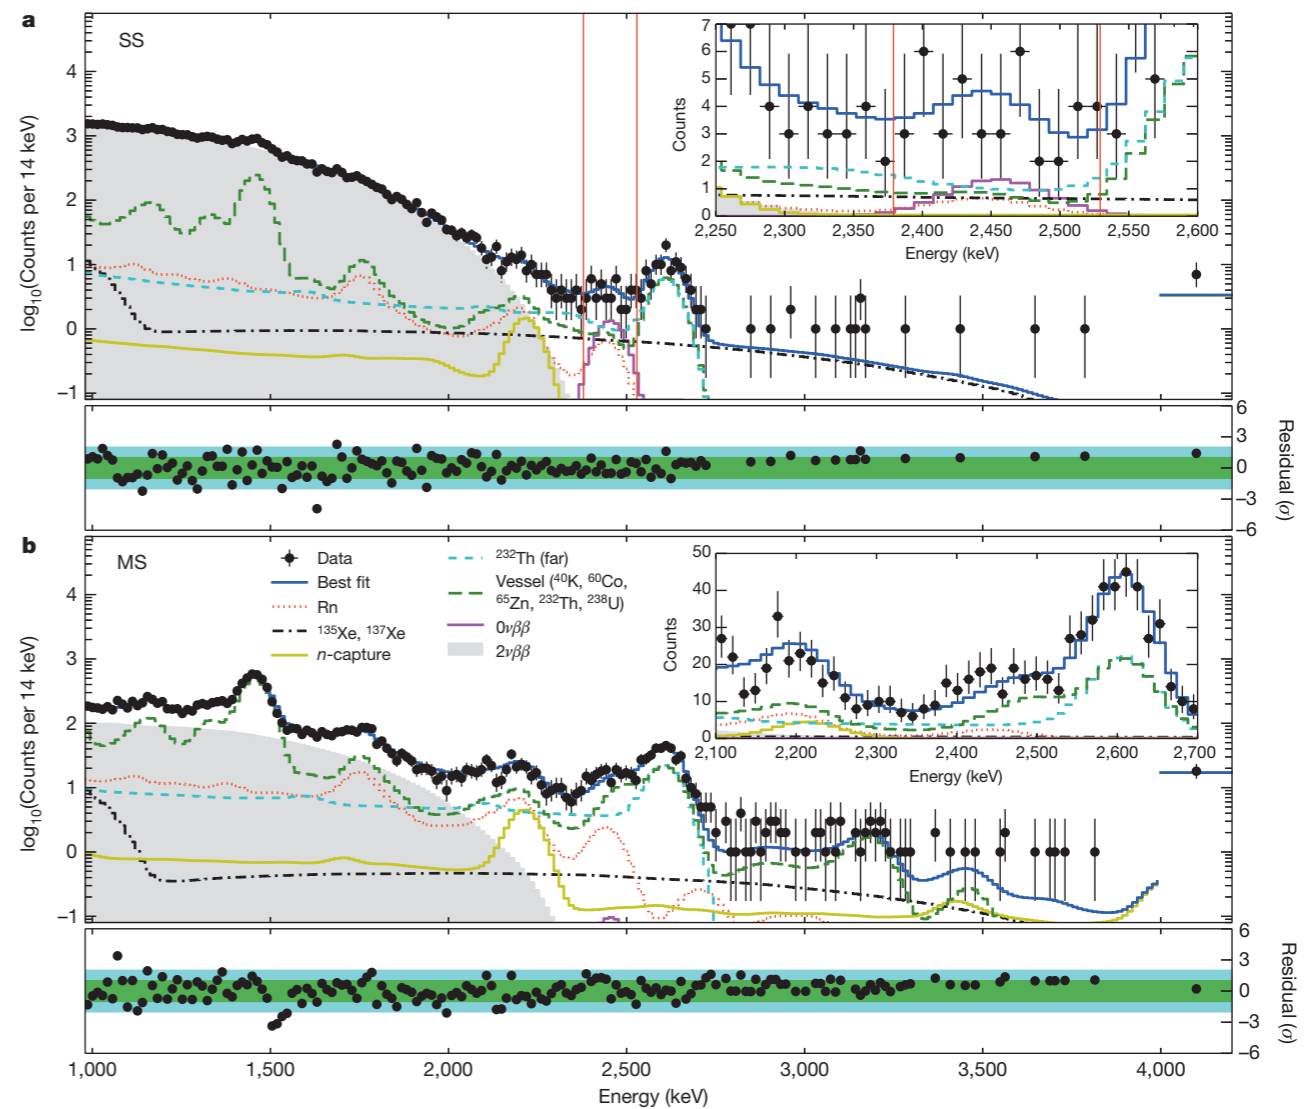 a
SS
log10(Counts per 14 keV)
4
3
2
1
0
−1
7
6
5
4
3
2
1
0
Counts
2,250 2,300 2,350 2,400 2,450 2,500 2,550 2,600
Energy (keV)
6
3
0
−3
−6
Residual (σ)
b
MS
Data
Best fit
Rn
¹³⁵Xe, ¹³⁷Xe
n-capture
²³²Th (far)
Vessel (⁴⁰K, ⁶⁰Co,
⁶⁵Zn, ²³²Th, ²³⁸U)
0νββ
2νββ
log10(Counts per 14 keV)
4
3
2
1
0
−1
50
40
30
20
10
0
Counts
2,100 2,200 2,300 2,400 2,500 2,600 2,700
Energy (keV)
6
3
0
−3
−6
Residual (σ)
1,000 1,500 2,000 2,500 3,000 3,500 4,000
Energy (keV)